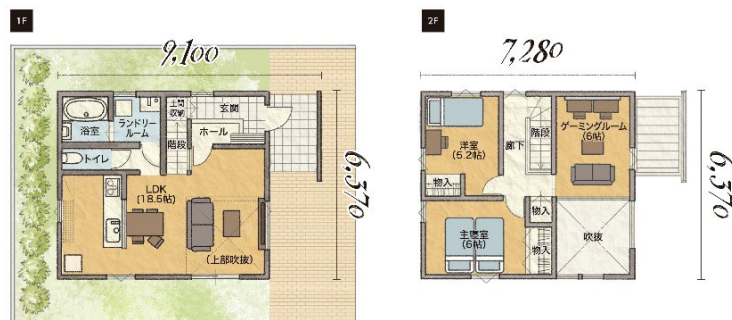 1F
9,100
6,370
浴室
ランドリー
ルーム
土間
収納
玄関
ホール
階段
トイレ
LDK
(18.5帖)
(上部吹抜)
2F
7,280
6,370
洋室
(5.2帖)
物入
廊下
階段
ゲーミングルーム
(6帖)
物入
主寝室
(6帖)
物入
吹抜